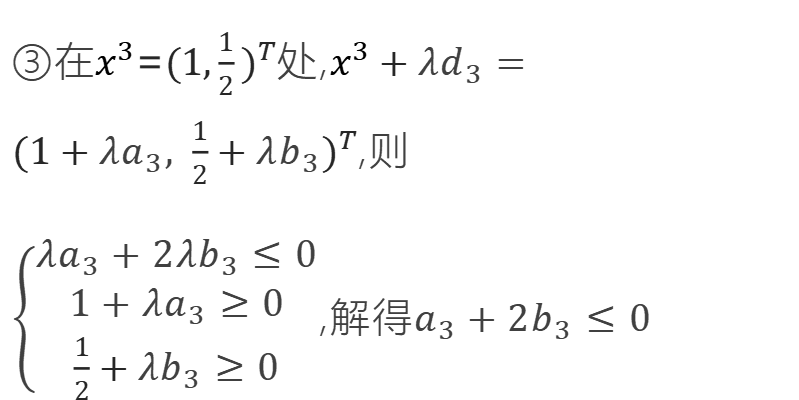 ③在x³=(1,1/2)ᵀ处,x³ + λd₃ =
(1 + λa₃, 1/2 + λb₃)ᵀ,则
λa₃ + 2λb₃ ≤ 0
1 + λa₃ ≥ 0 ,解得a₃ + 2b₃ ≤ 0
1/2 + λb₃ ≥ 0